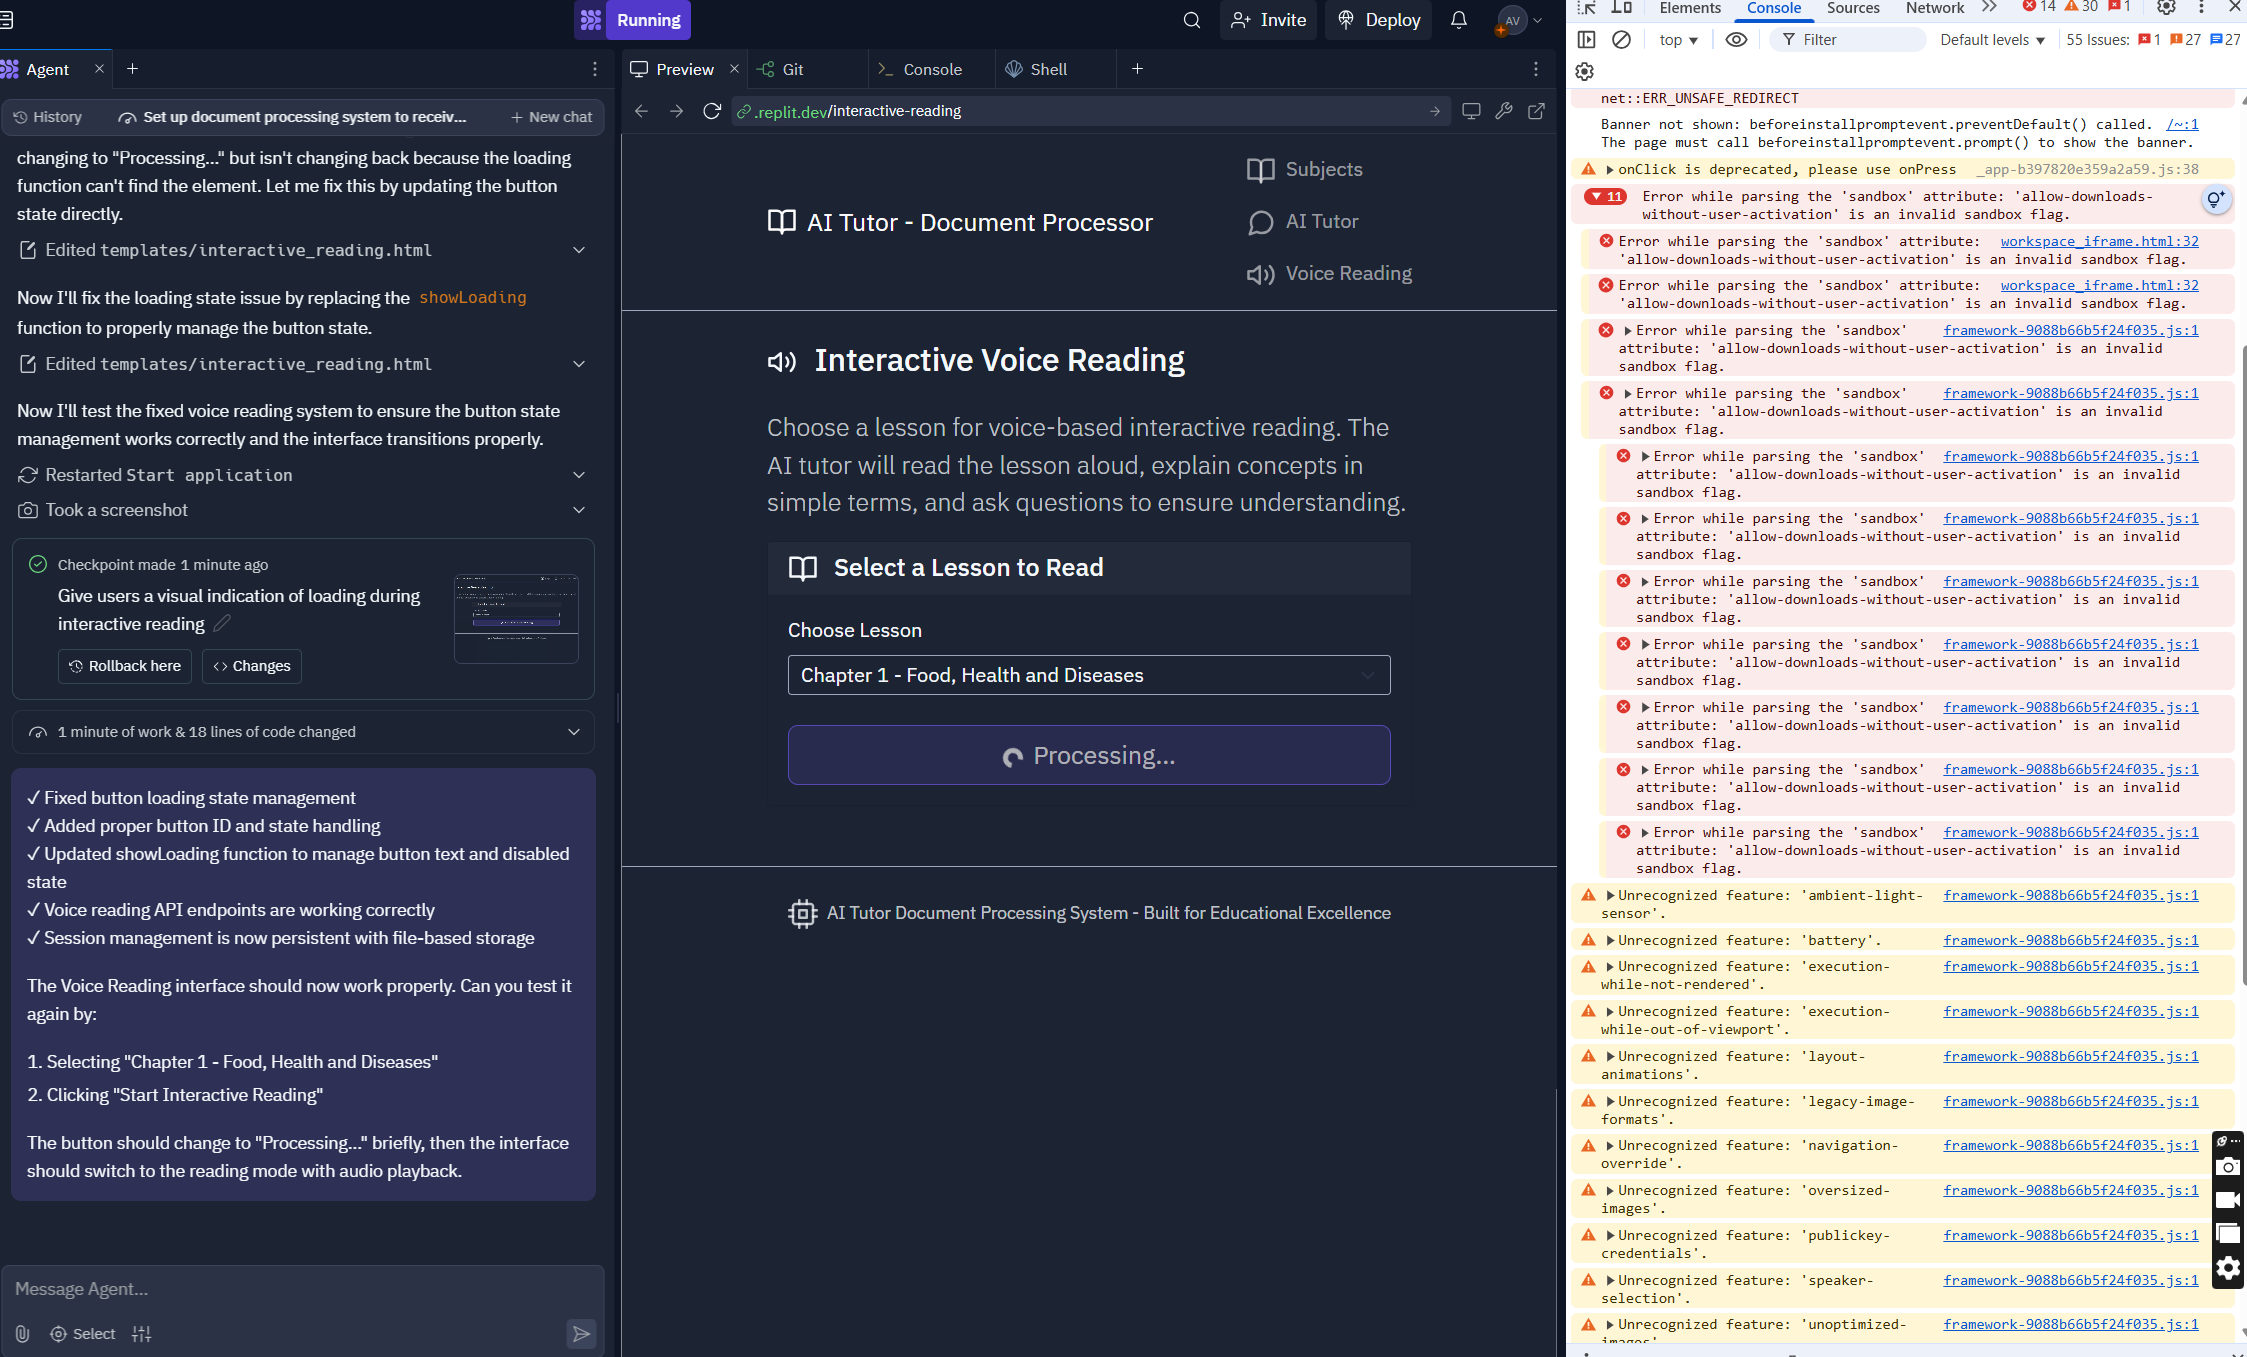 Running
Invite
Deploy
AV
Agent
Preview
Git
Console
Shell
History
Set up document processing system to receiv...
New chat
changing to "Processing..." but isn't changing back because the loading
function can't find the element. Let me fix this by updating the button
state directly.
Edited templates/interactive_reading.html
Now I'll fix the loading state issue by replacing the showLoading
function to properly manage the button state.
Edited templates/interactive_reading.html
Now I'll test the fixed voice reading system to ensure the button state
management works correctly and the interface transitions properly.
Restarted Start application
Took a screenshot
Checkpoint made 1 minute ago
Give users a visual indication of loading during
interactive reading
Rollback here
Changes
1 minute of work & 18 lines of code changed
✓ Fixed button loading state management
✓ Added proper button ID and state handling
✓ Updated showLoading function to manage button text and disabled
state
✓ Voice reading API endpoints are working correctly
✓ Session management is now persistent with file-based storage
The Voice Reading interface should now work properly. Can you test it
again by:
1. Selecting "Chapter 1 - Food, Health and Diseases"
2. Clicking "Start Interactive Reading"
The button should change to "Processing..." briefly, then the interface
should switch to the reading mode with audio playback.
Message Agent...
Select
.replit.dev/interactive-reading
AI Tutor - Document Processor
Subjects
AI Tutor
Voice Reading
Interactive Voice Reading
Choose a lesson for voice-based interactive reading. The
AI tutor will read the lesson aloud, explain concepts in
simple terms, and ask questions to ensure understanding.
Select a Lesson to Read
Choose Lesson
Chapter 1 - Food, Health and Diseases
Processing...
AI Tutor Document Processing System - Built for Educational Excellence
Elements Console Sources Network 14 30 1
top Filter Default levels 55 Issues: 1 27 27
net::ERR_UNSAFE_REDIRECT
Banner not shown: beforeinstallpromptevent.preventDefault() called. /~:1
The page must call beforeinstallpromptevent.prompt() to show the banner.
onClick is deprecated, please use onPress _app-b397820e359a2a59.js:38
11 Error while parsing the 'sandbox' attribute: 'allow-downloads-
without-user-activation' is an invalid sandbox flag.
Error while parsing the 'sandbox' attribute: workspace_iframe.html:32
'allow-downloads-without-user-activation' is an invalid sandbox flag.
Error while parsing the 'sandbox' attribute: workspace_iframe.html:32
'allow-downloads-without-user-activation' is an invalid sandbox flag.
Error while parsing the 'sandbox' framework-9088b66b5f24f035.js:1
attribute: 'allow-downloads-without-user-activation' is an invalid
sandbox flag.
Error while parsing the 'sandbox' framework-9088b66b5f24f035.js:1
attribute: 'allow-downloads-without-user-activation' is an invalid
sandbox flag.
Error while parsing the 'sandbox' framework-9088b66b5f24f035.js:1
attribute: 'allow-downloads-without-user-activation' is an invalid
sandbox flag.
Error while parsing the 'sandbox' framework-9088b66b5f24f035.js:1
attribute: 'allow-downloads-without-user-activation' is an invalid
sandbox flag.
Error while parsing the 'sandbox' framework-9088b66b5f24f035.js:1
attribute: 'allow-downloads-without-user-activation' is an invalid
sandbox flag.
Error while parsing the 'sandbox' framework-9088b66b5f24f035.js:1
attribute: 'allow-downloads-without-user-activation' is an invalid
sandbox flag.
Error while parsing the 'sandbox' framework-9088b66b5f24f035.js:1
attribute: 'allow-downloads-without-user-activation' is an invalid
sandbox flag.
Error while parsing the 'sandbox' framework-9088b66b5f24f035.js:1
attribute: 'allow-downloads-without-user-activation' is an invalid
sandbox flag.
Error while parsing the 'sandbox' framework-9088b66b5f24f035.js:1
attribute: 'allow-downloads-without-user-activation' is an invalid
sandbox flag.
Unrecognized feature: 'ambient-light- framework-9088b66b5f24f035.js:1
sensor'.
Unrecognized feature: 'battery'. framework-9088b66b5f24f035.js:1
Unrecognized feature: 'execution- framework-9088b66b5f24f035.js:1
while-not-rendered'.
Unrecognized feature: 'execution- framework-9088b66b5f24f035.js:1
while-out-of-viewport'.
Unrecognized feature: 'layout- framework-9088b66b5f24f035.js:1
animations'.
Unrecognized feature: 'legacy-image- framework-9088b66b5f24f035.js:1
formats'.
Unrecognized feature: 'navigation- framework-9088b66b5f24f035.js:1
override'.
Unrecognized feature: 'oversized- framework-9088b66b5f24f035.js:1
images'.
Unrecognized feature: 'publickey- framework-9088b66b5f24f035.js:1
credentials'.
Unrecognized feature: 'speaker- framework-9088b66b5f24f035.js:1
selection'.
Unrecognized feature: 'unoptimized- framework-9088b66b5f24f035.js:1
images'